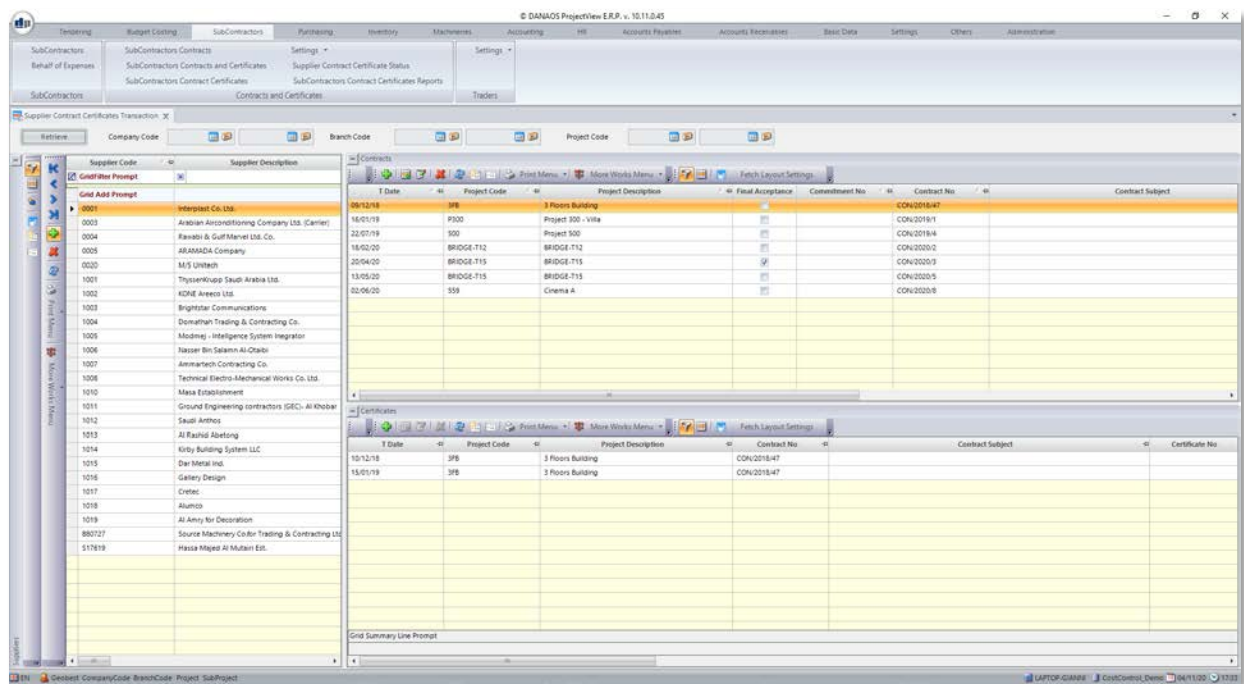 © DANAOS ProjectView E.R.P. v. 10.11.0.45
Tendering Budget Costing SubContractors Purchasing Inventory Machineries Accounting HR Accounts Payables Accounts Receivables Basic Data Settings Others Administration
SubContractors SubContractors Contracts Settings Settings
Behalf of Expenses SubContractors Contracts and Certificates Supplier Contract Certificate Status
SubContractors Contract Certificates SubContractors Contract Certificates Reports
SubContractors Contracts and Certificates Traders
Supplier Contract Certificates Transaction X
Retrieve Company Code Branch Code Project Code
Supplier Code Supplier Description
GridFilter Prompt
Grid Add Prompt
0001 Interplast Co. Ltd.
0003 Arabian Airconditioning Company Ltd. (Carrier)
0004 Rawabi & Gulf Marvel Ltd. Co.
0005 ARAMADA Company
0020 M/S Unitech
1001 ThyssenKrupp Saudi Arabia Ltd.
1002 KONE Areeco Ltd.
1003 Brightstar Communications
1004 Domathah Trading & Contracting Co.
1005 Modmej - Inteligence System Inegrator
1006 Nasser Bin Salamn Al-Otaibi
1007 Ammartech Contracting Co.
1008 Technical Electro-Mechanical Works Co. Ltd.
1010 Masa Establishment
1011 Ground Engineering contractors (GEC)- Al Khobar
1012 Saudi Anthos
1013 Al Rashid Abetong
1014 Kirby Building System LLC
1015 Dar Metal Ind.
1016 Gallery Design
1017 Cretec
1018 Alumco
1019 Al Amry for Decoration
880727 Source Machinery Co.for Trading & Contracting Ltd
517619 Hassa Majed Al Mutairi Est.
Print Menu
More Works Menu
Suppliers
Contracts
Print Menu More Works Menu Fetch Layout Settings
T Date Project Code Project Description Final Acceptance Commitment No Contract No Contract Subject
09/12/18 3FB 3 Floors Building CON/2018/47
16/01/19 P300 Project 300 - Villa CON/2019/1
22/07/19 500 Project 500 CON/2019/4
18/02/20 BRIDGE-T12 BRIDGE-T12 CON/2020/2
20/04/20 BRIDGE-T15 BRIDGE-T15 CON/2020/3
13/05/20 BRIDGE-T15 BRIDGE-T15 CON/2020/5
02/06/20 559 Cinema A CON/2020/8
Certificates
Print Menu More Works Menu Fetch Layout Settings
T Date Project Code Project Description Contract No Contract Subject Certificate No
10/12/18 3FB 3 Floors Building CON/2018/47
15/01/19 3FB 3 Floors Building CON/2018/47
Grid Summary Line Prompt
EN Geobest CompanyCode BranchCode Project SubProject LAPTOP-GIANNI CostControl_Demo 04/11/20 17:33